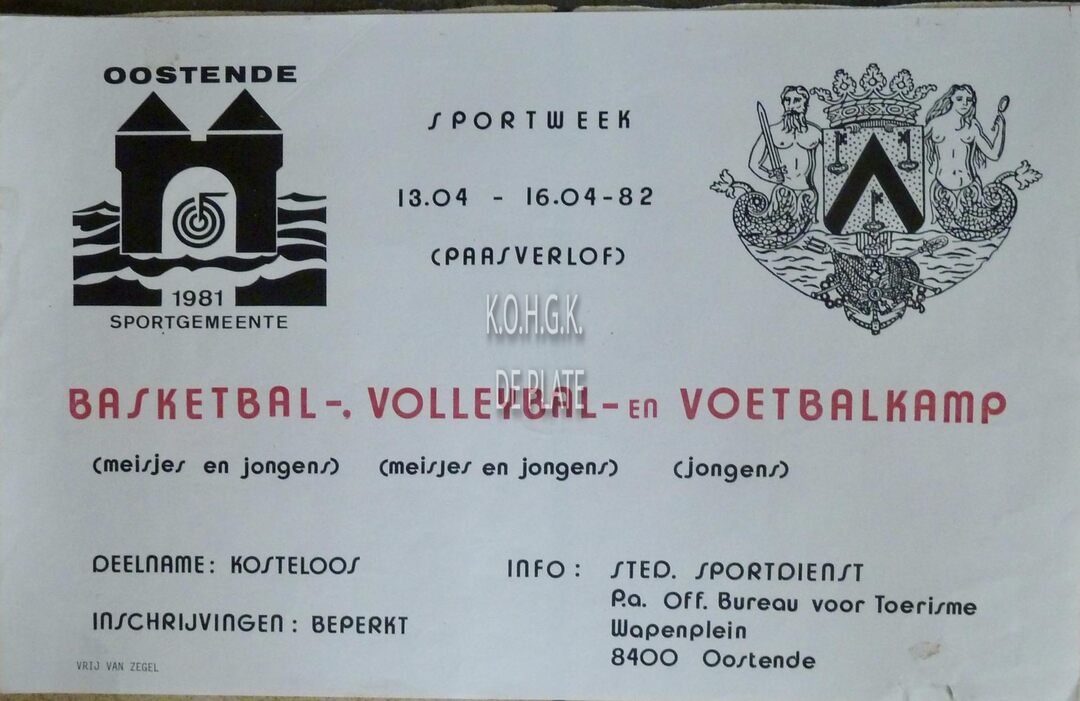 OOSTENDE
1981
SPORTGEMEENTE
SPORTWEEK
13.04 - 16.04-82
(PAASVERLOF)
K.O.H.G.K.
DE PLATE
BASKETBAL-, VOLLEYBAL- EN VOETBALKAMP
(meisjes en jongens) (meisjes en jongens) (jongens)
DEELNAME: KOSTELOOS
INSCHRIJVINGEN: BEPERKT
VRIJ VAN ZEGEL
INFO: STED. SPORTDIENST
P.a. Off. Bureau voor Toerisme
Wapenplein
8400 Oostende